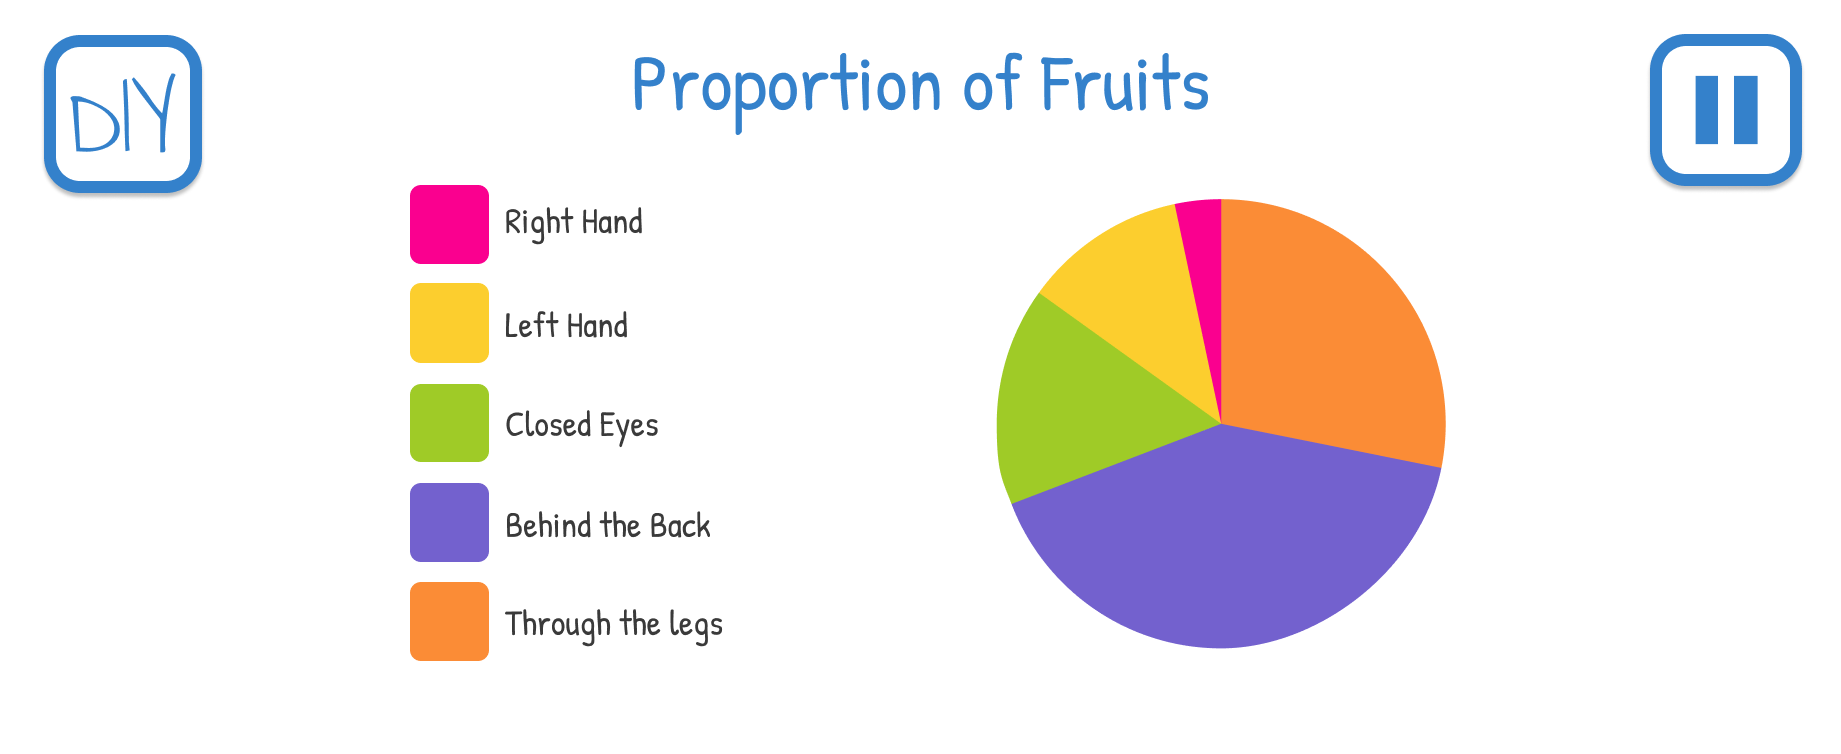 DIY
Proportion of Fruits
Right Hand
Left Hand
Closed Eyes
Behind the Back
Through the legs